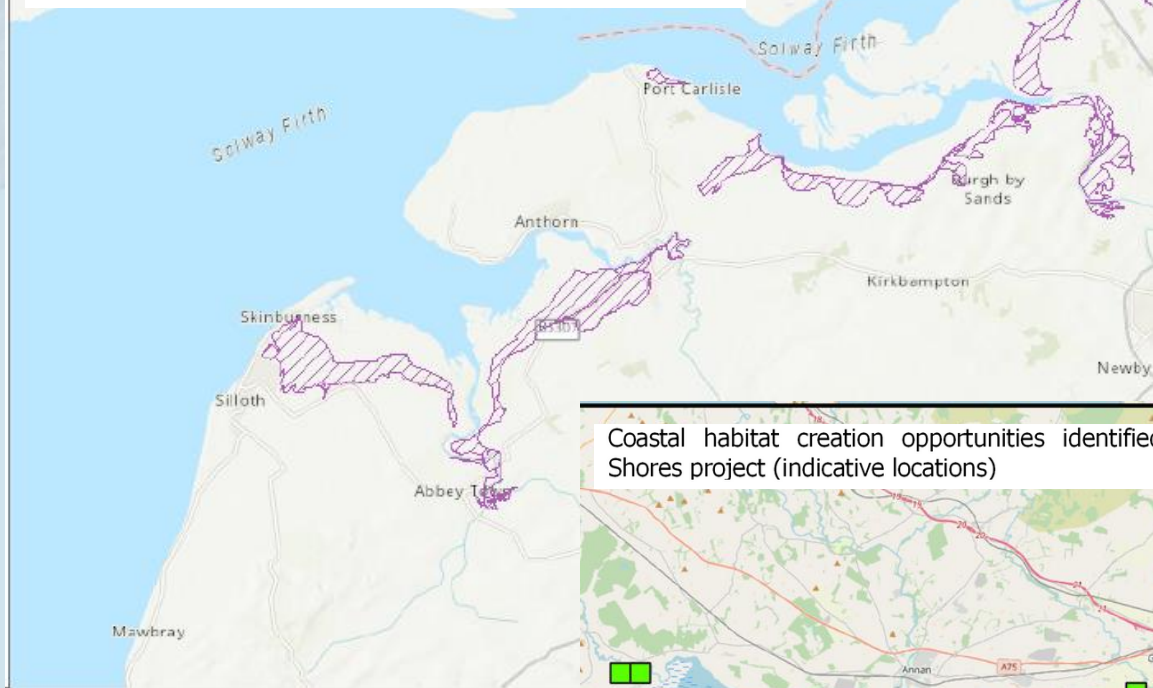 Solway Firth
Port Carlisle
Solway Firth
Burgh by
Sands
Anthorn
Kirkbampton
Skinburness
B5307
Newby
Silloth
Coastal habitat creation opportunities identified
Shores project (indicative locations)
Abbey Town
Mawbray
Annan
A75